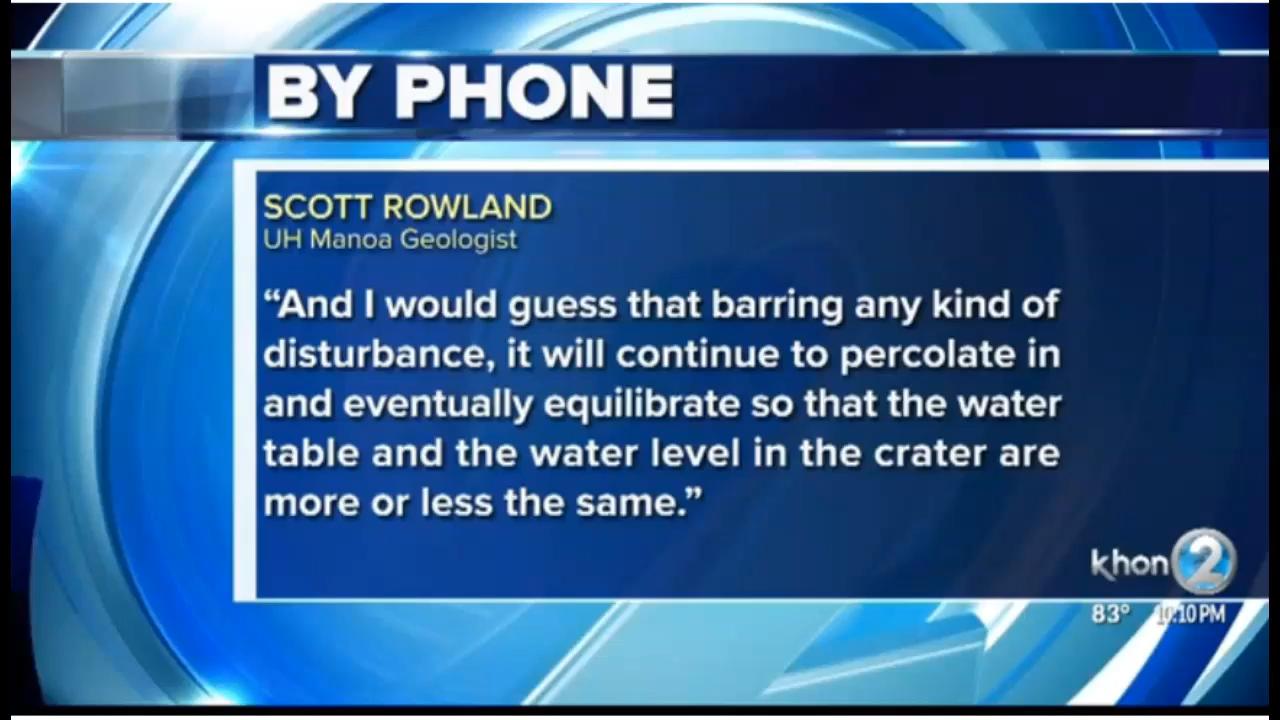 BY PHONE
SCOTT ROWLAND
UH Manoa Geologist
“And I would guess that barring any kind of
disturbance, it will continue to percolate in
and eventually equilibrate so that the water
table and the water level in the crater are
more or less the same.”
khon 2
83° 10:10 PM